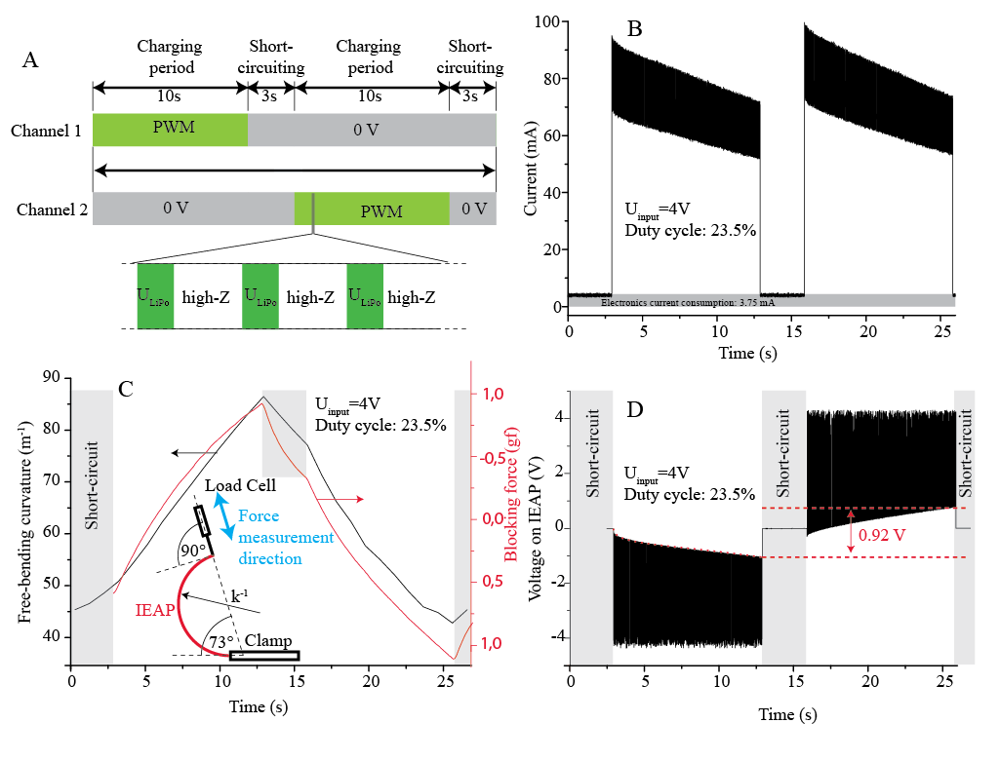 A
Charging period
Short-circuiting
Charging period
Short-circuiting
10s
3s
10s
3s
Channel 1
PWM
0 V
Channel 2
0 V
PWM
0 V
U_LiPo
high-Z
U_LiPo
high-Z
U_LiPo
high-Z
B
100
80
60
40
20
0
Current (mA)
U_input=4V
Duty cycle: 23.5%
Electronics current consumption: 3.75 mA
0 5 10 15 20 25
Time (s)
C
90
80
70
60
50
40
Free-bending curvature (m⁻¹)
Short-circuit
U_input=4V
Duty cycle: 23.5%
1,0
-0,5
0,0
0,5
1,0
Blocking force (gf)
Load Cell
Force
measurement
direction
90°
k⁻¹
IEAP
73°
Clamp
0 5 10 15 20 25
Time (s)
D
4
2
0
-2
-4
Voltage on IEAP (V)
Short-circuit
Short-circuit
Short-circuit
U_input=4V
Duty cycle: 23.5%
0.92 V
0 5 10 15 20 25
Time (s)